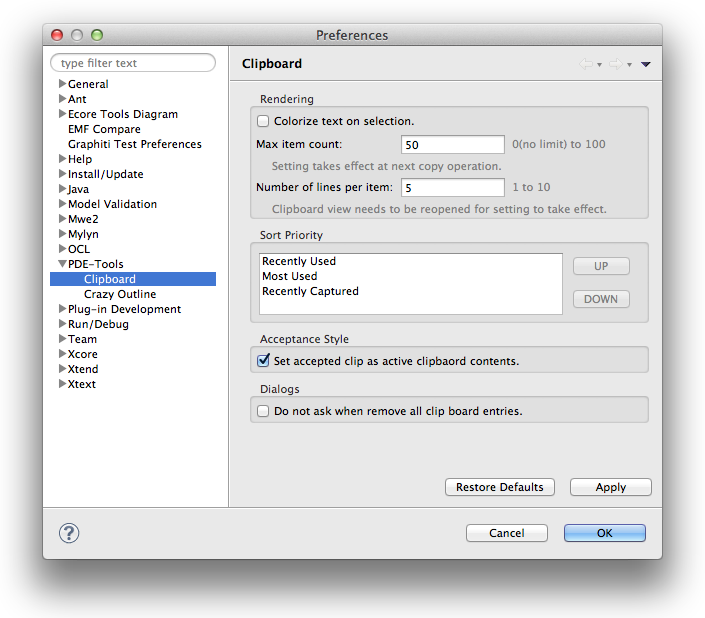 Preferences
type filter text
General
Ant
Ecore Tools Diagram
EMF Compare
Graphiti Test Preferences
Help
Install/Update
Java
Model Validation
Mwe2
Mylyn
OCL
PDE-Tools
Clipboard
Crazy Outline
Plug-in Development
Run/Debug
Team
Xcore
Xtend
Xtext
Clipboard
Rendering
Colorize text on selection.
Max item count: 50 0(no limit) to 100
Setting takes effect at next copy operation.
Number of lines per item: 5 1 to 10
Clipboard view needs to be reopened for setting to take effect.
Sort Priority
Recently Used
Most Used
Recently Captured
UP
DOWN
Acceptance Style
Set accepted clip as active clipbaord contents.
Dialogs
Do not ask when remove all clip board entries.
Restore Defaults Apply
? Cancel OK